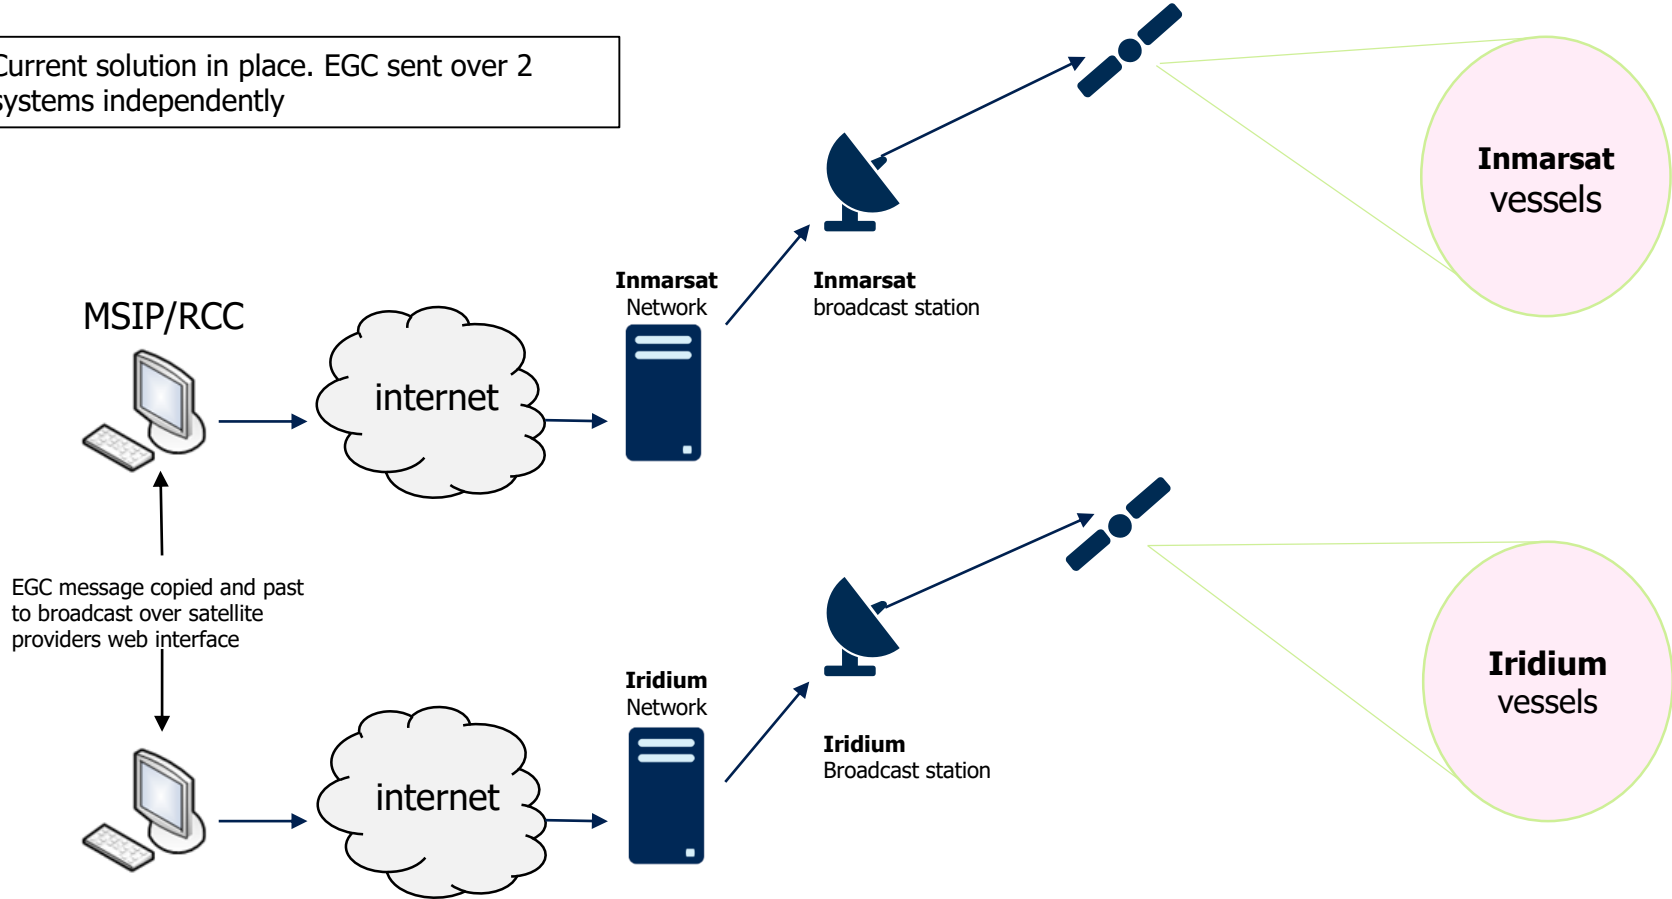 Current solution in place. EGC sent over 2
systems independently
Inmarsat
vessels
Inmarsat
Network
Inmarsat
broadcast station
MSIP/RCC
internet
EGC message copied and past
to broadcast over satellite
providers web interface
Iridium
Network
Iridium
Broadcast station
internet
Iridium
vessels